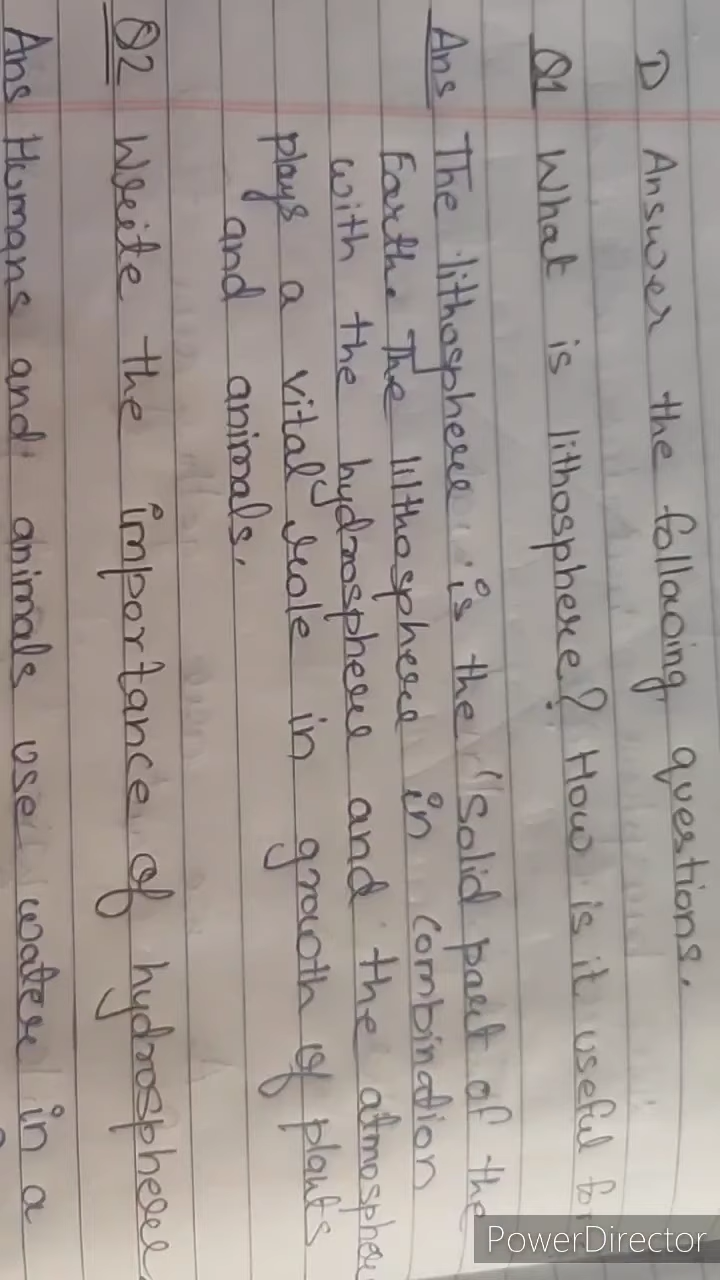 D Answer the following questions.
Q1 What is lithosphere? How is it useful for
Ans The lithosphere is the solid part of the
Earth. The lithosphere in combination
with the hydrosphere and the atmosphe
plays a vital role in growth of plants
and animals.
Q2 Write the importance of hydrosphere
Ans Humans and animals use water in a
PowerDirector